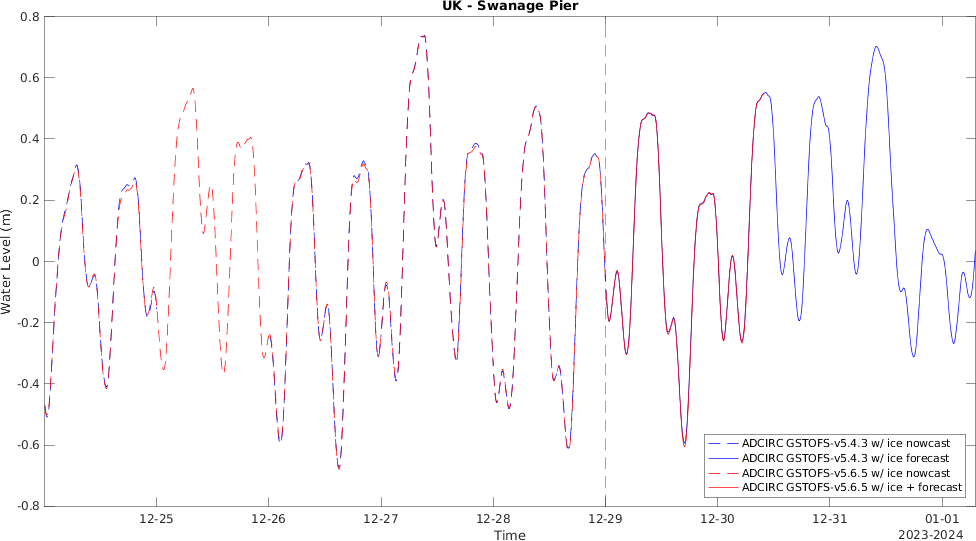 UK - Swanage Pier
0.8
0.6
0.4
0.2
0
-0.2
-0.4
-0.6
-0.8
Water Level (m)
12-25
12-26
12-27
12-28
12-29
12-30
12-31
01-01
Time
2023-2024
ADCIRC GSTOFS-v5.4.3 w/ ice nowcast
ADCIRC GSTOFS-v5.4.3 w/ ice forecast
ADCIRC GSTOFS-v5.6.5 w/ ice nowcast
ADCIRC GSTOFS-v5.6.5 w/ ice + forecast